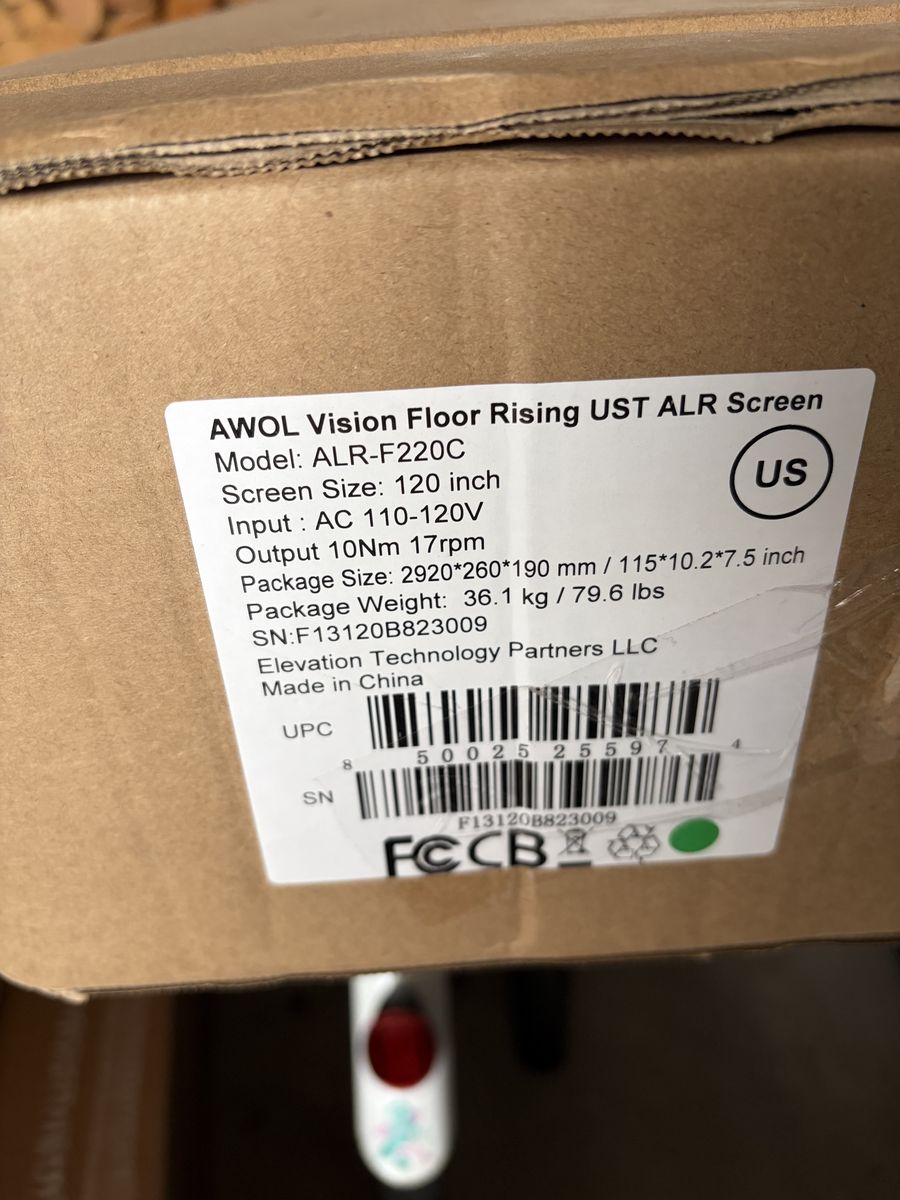 AWOL Vision Floor Rising UST ALR Screen
Model: ALR-F220C
US
Screen Size: 120 inch
Input : AC 110-120V
Output 10Nm 17rpm
Package Size: 2920*260*190 mm / 115*10.2*7.5 inch
Package Weight: 36.1 kg / 79.6 lbs
SN:F13120B823009
Elevation Technology Partners LLC
Made in China
UPC
8 50025 25597 4
SN
F13120B823009
FC CB